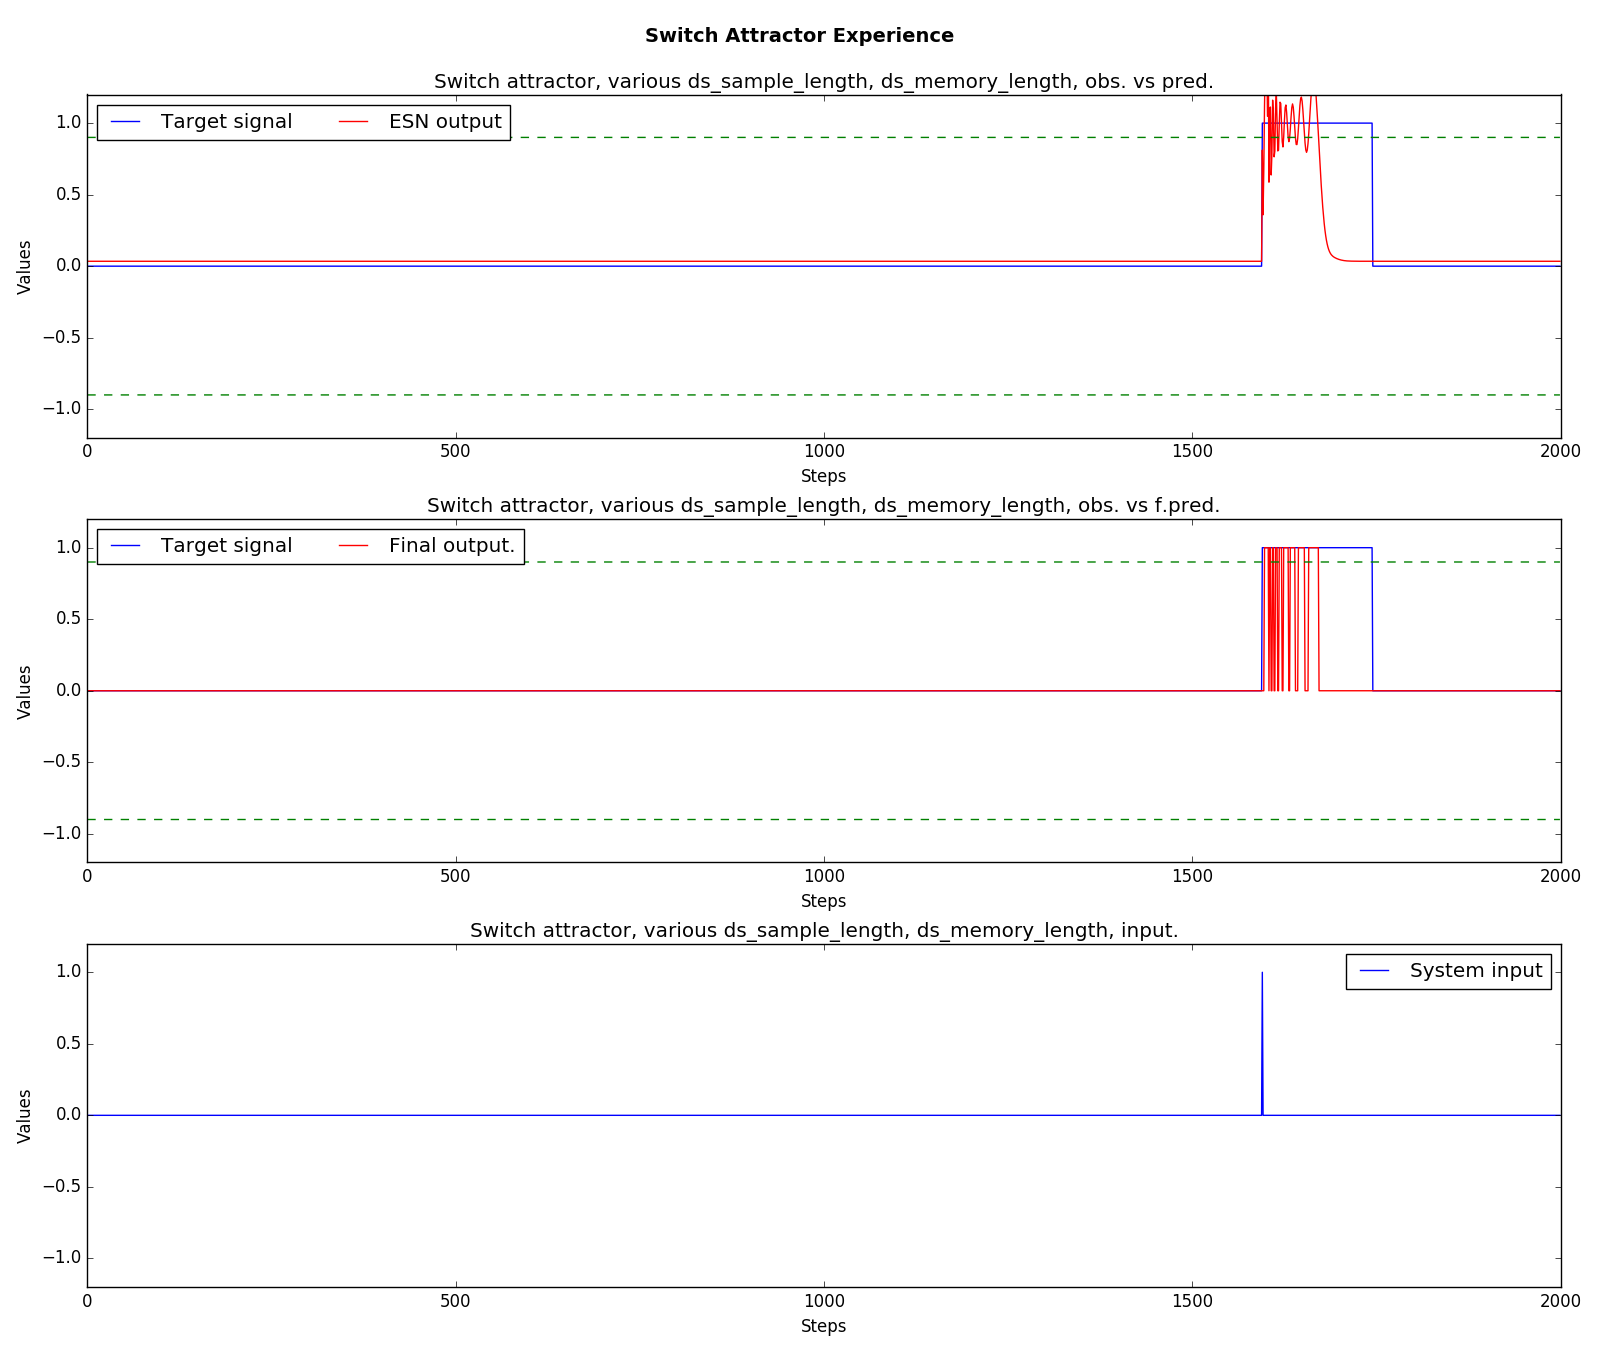 Switch Attractor Experience
Switch attractor, various ds_sample_length, ds_memory_length, obs. vs pred.
Target signal ESN output
1.0
0.5
0.0
−0.5
−1.0
Values
0 500 1000 1500 2000
Steps
Switch attractor, various ds_sample_length, ds_memory_length, obs. vs f.pred.
Target signal Final output.
1.0
0.5
0.0
−0.5
−1.0
Values
0 500 1000 1500 2000
Steps
Switch attractor, various ds_sample_length, ds_memory_length, input.
System input
1.0
0.5
0.0
−0.5
−1.0
Values
0 500 1000 1500 2000
Steps